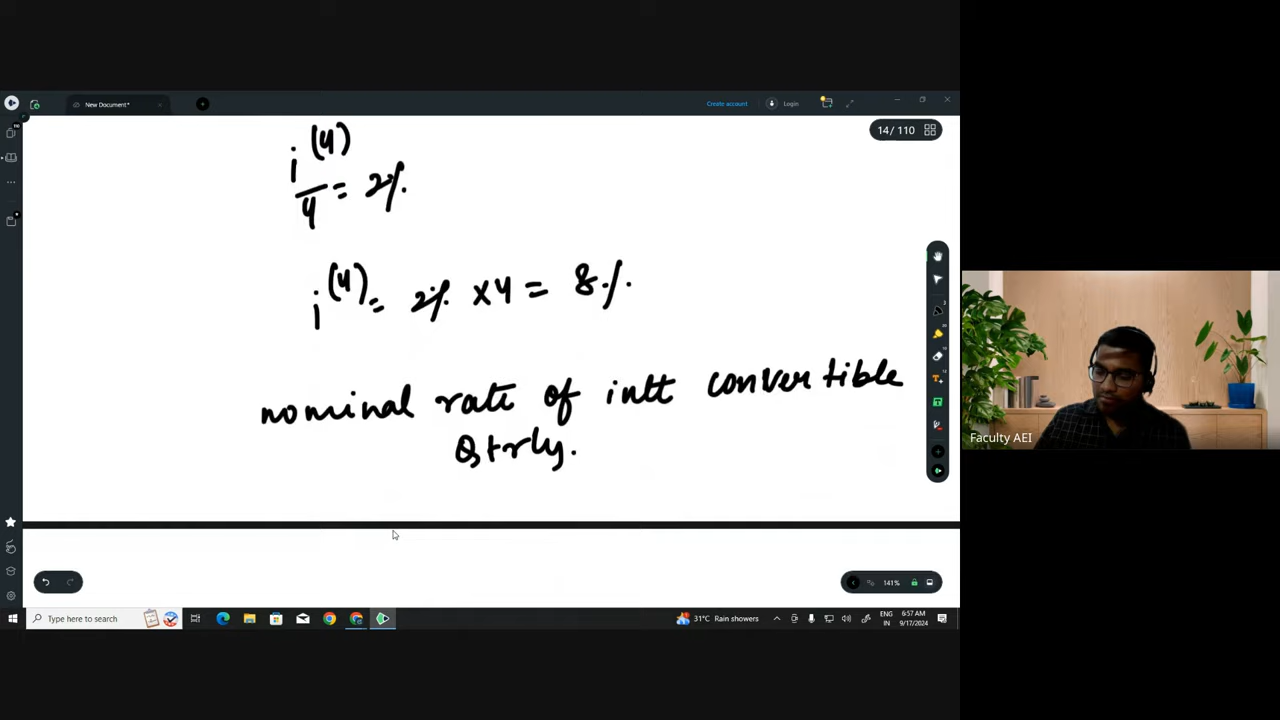 New Document*
Create account
Login
14/ 110
i^(4)
/4 = 2%
i^(4) = 2% x4 = 8%
nominal rate of intt convertible
Qtrly.
Faculty AEI
141%
Type here to search
31°C Rain showers
ENG
IN
6:57 AM
9/17/2024